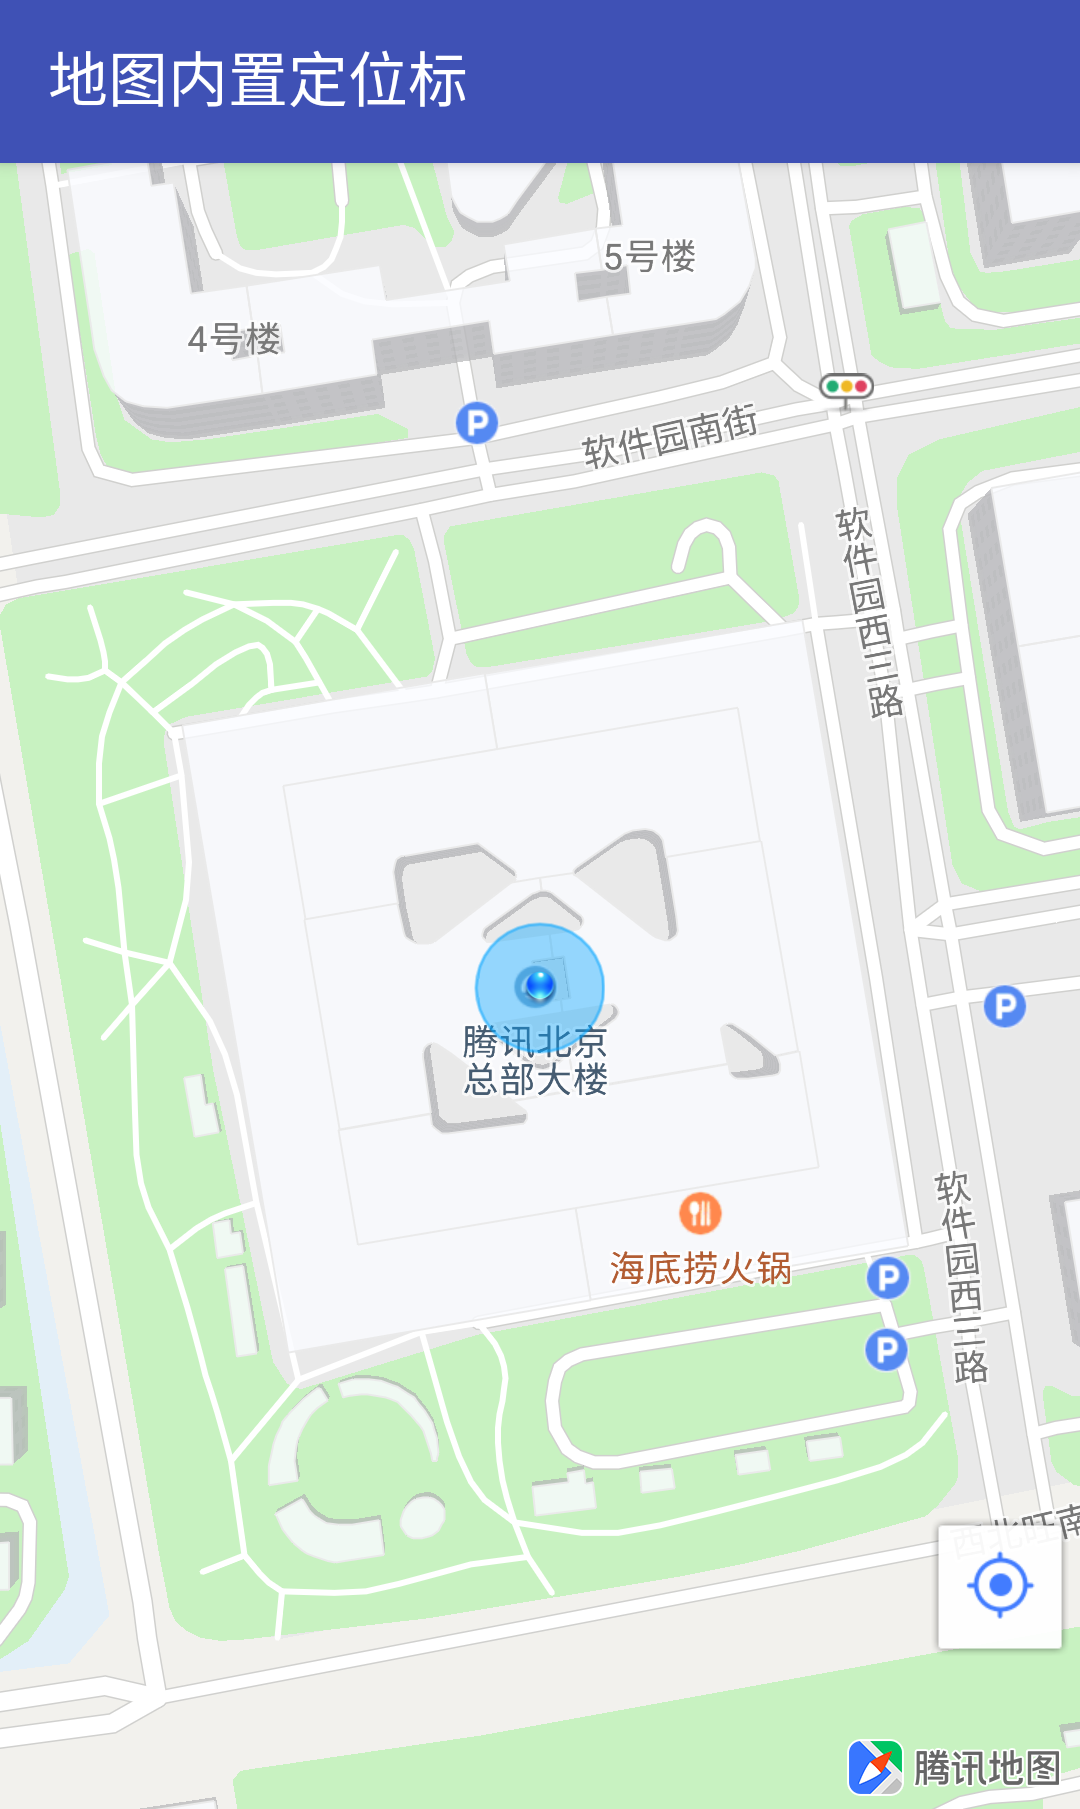 地图内置定位标
5号楼
4号楼
P
软件园南街
软件园西三路
P
腾讯北京
总部大楼
软件园西三路
海底捞火锅
P
P
西北旺南
腾讯地图